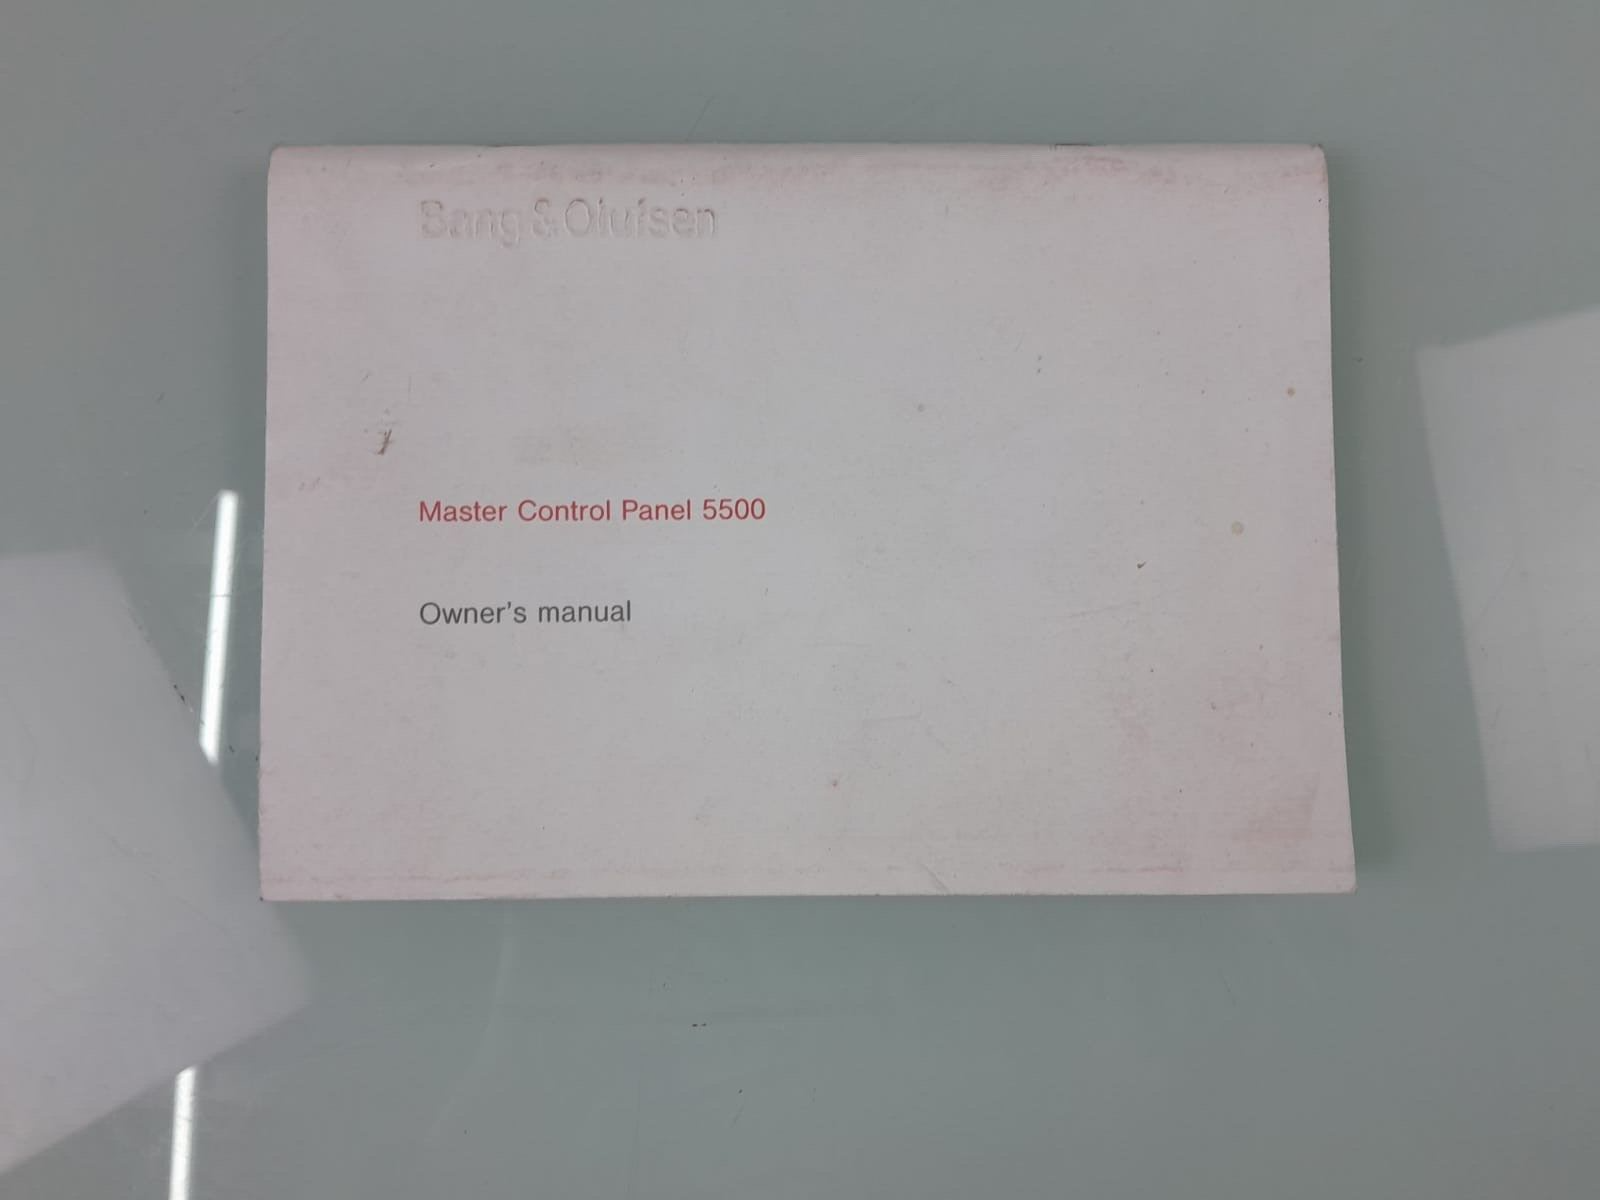 Bang & Olufsen
Master Control Panel 5500
Owner's manual